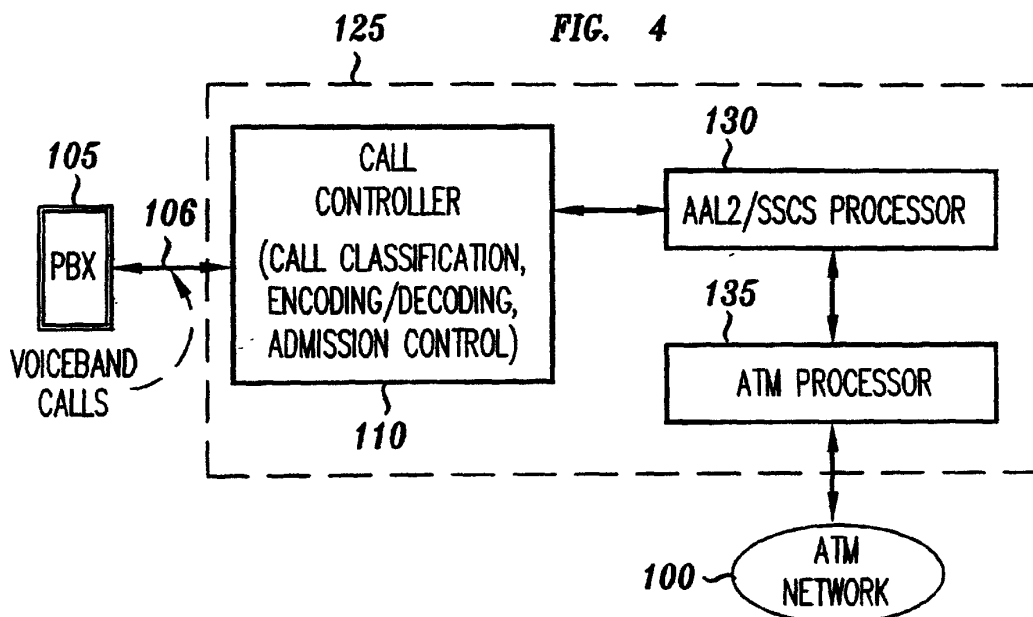 125
FIG. 4
130
105
106
CALL
CONTROLLER
(CALL CLASSIFICATION,
ENCODING/DECODING,
ADMISSION CONTROL)
AAL2/SSCS PROCESSOR
PBX
135
VOICEBAND
CALLS
ATM PROCESSOR
110
100
ATM
NETWORK